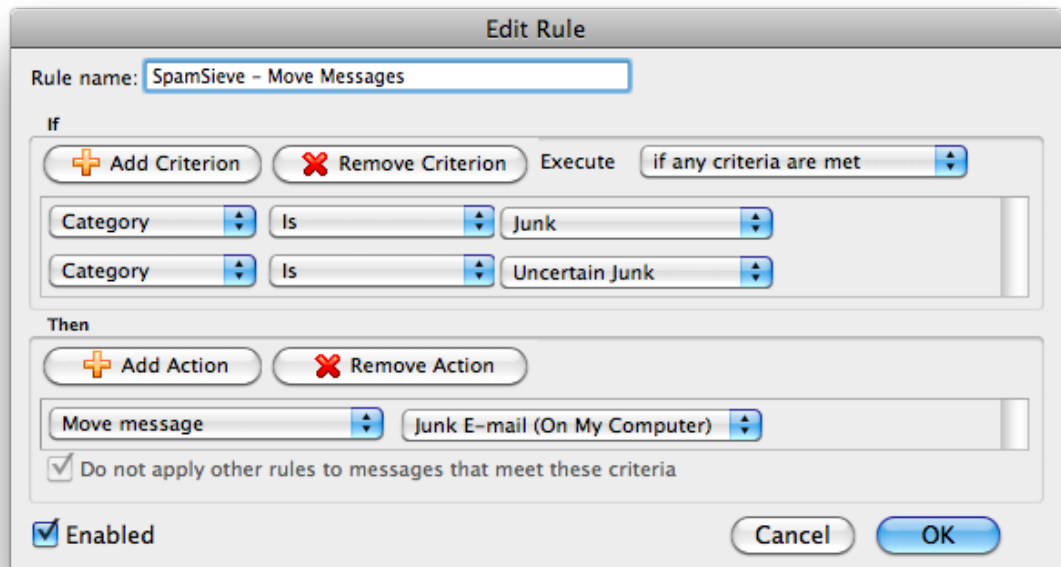 Edit Rule
Rule name: SpamSieve – Move Messages
If
Add Criterion Remove Criterion Execute if any criteria are met
Category Is Junk
Category Is Uncertain Junk
Then
Add Action Remove Action
Move message Junk E-mail (On My Computer)
Do not apply other rules to messages that meet these criteria
Enabled Cancel OK